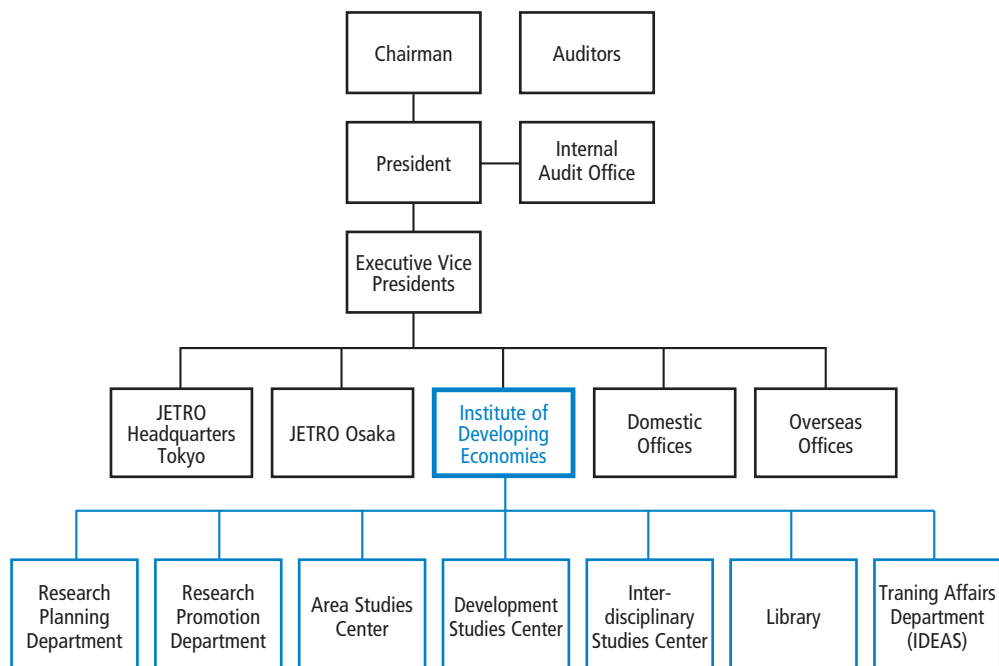 Chairman
Auditors
President
Internal
Audit Office
Executive Vice
Presidents
JETRO
Headquarters
Tokyo
JETRO Osaka
Institute of
Developing
Economies
Domestic
Offices
Overseas
Offices
Research
Planning
Department
Research
Promotion
Department
Area Studies
Center
Development
Studies Center
Inter-
disciplinary
Studies Center
Library
Traning Affairs
Department
(IDEAS)